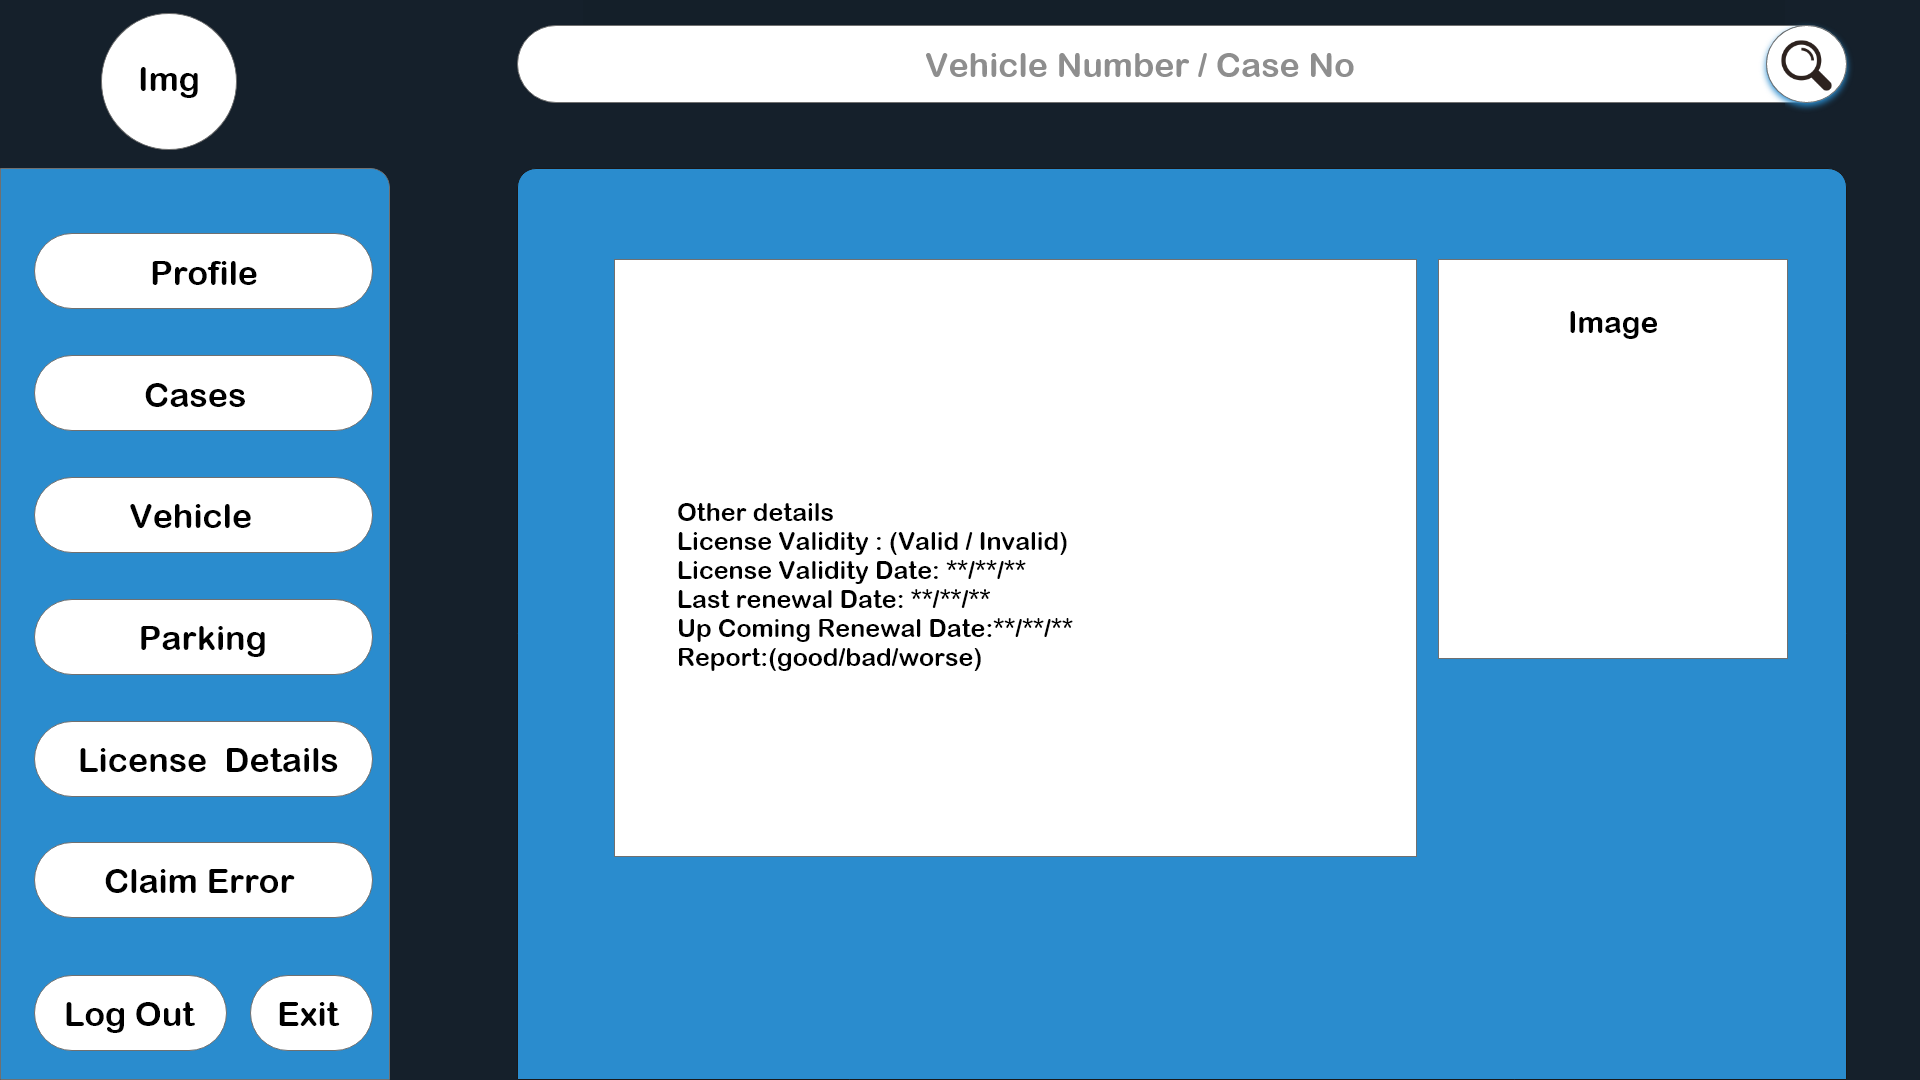 Img
Vehicle Number / Case No
Profile
Cases
Vehicle
Parking
License  Details
Claim Error
Log Out
Exit
Other details
License Validity : (Valid / Invalid)
License Validity Date: **/**/**
Last renewal Date: **/**/**
Up Coming Renewal Date:**/**/**
Report:(good/bad/worse)
Image